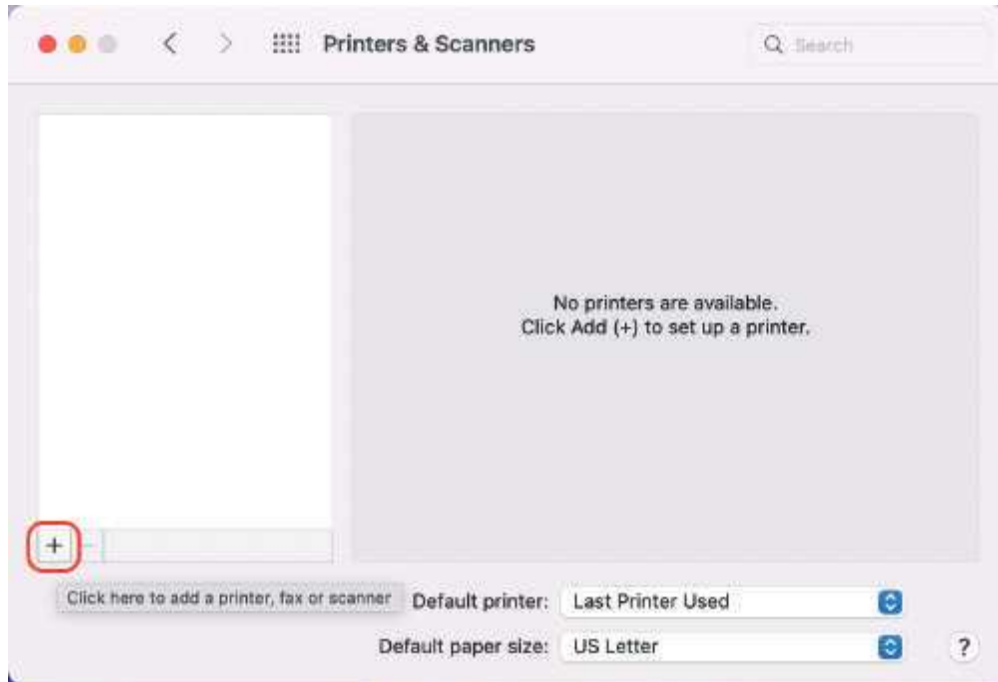 Printers & Scanners
Search
No printers are available.
Click Add (+) to set up a printer.
+ −
Click here to add a printer, fax or scanner
Default printer: Last Printer Used
Default paper size: US Letter
?